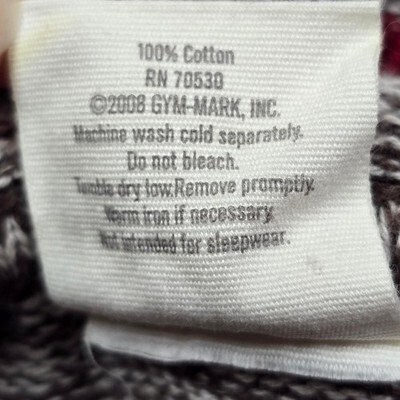 100% Cotton
RN 70530
©2008 GYM-MARK, INC.
Machine wash cold separately.
Do not bleach.
Tumble dry low.Remove promptly.
Warm iron if necessary
Not intended for sleepwear.